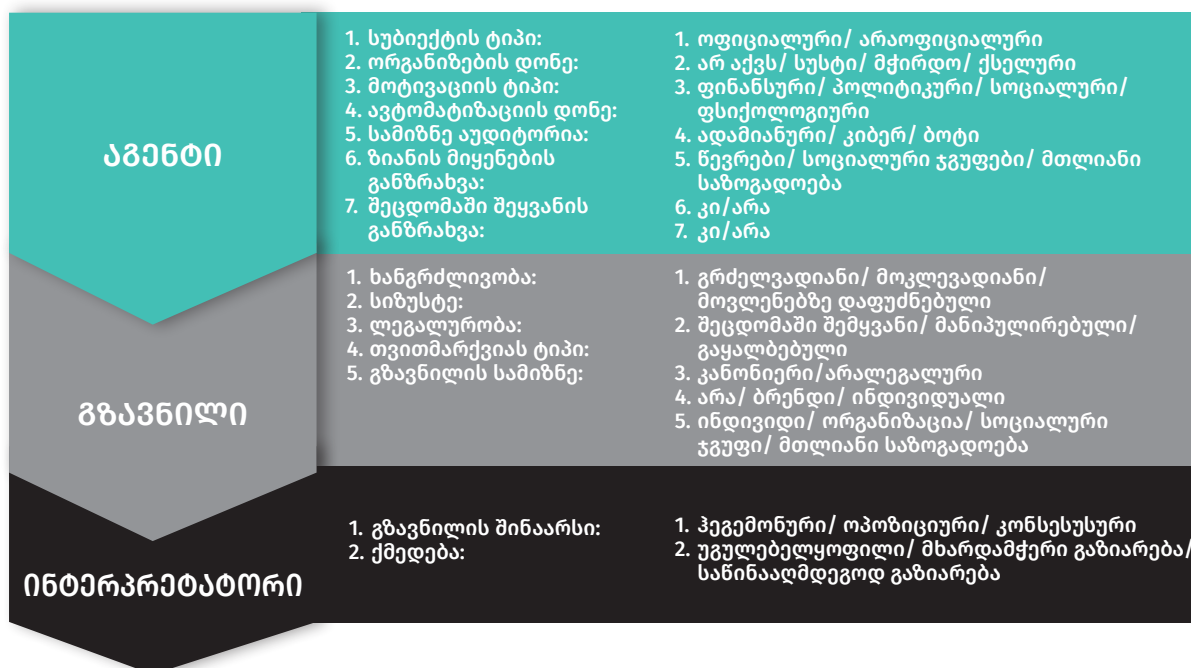 აგენტი
1. სუბიექტის ტიპი:
2. ორგანიზების დონე:
3. მოტივაციის ტიპი:
4. ავტომატიზაციის დონე:
5. სამიზნე აუდიტორია:
6. ზიანის მიყენების
განზრახვა:
7. შეცდომაში შეყვანის
განზრახვა:
1. ოფიციალური/ არაოფიციალური
2. არ აქვს/ სუსტი/ მჭირდო/ ქსელური
3. ფინანსური/ პოლიტიკური/ სოციალური/
ფსიქოლოგიური
4. ადამიანური/ კიბერ/ ბოტი
5. წევრები/ სოციალური ჯგუფები/ მთლიანი
საზოგადოება
6. კი/არა
7. კი/არა
გზავნილი
1. ხანგრძლივობა:
2. სიზუსტე:
3. ლეგალურობა:
4. თვითმარქვიას ტიპი:
5. გზავნილის სამიზნე:
1. გრძელვადიანი/ მოკლევადიანი/
მოვლენებზე დაფუძნებული
2. შეცდომაში შემყვანი/ მანიპულირებული/
გაყალბებული
3. კანონიერი/არალეგალური
4. არა/ ბრენდი/ ინდივიდუალი
5. ინდივიდი/ ორგანიზაცია/ სოციალური
ჯგუფი/ მთლიანი საზოგადოება
ინტერპრეტატორი
1. გზავნილის შინაარსი:
2. ქმედება:
1. ჰეგემონური/ ოპოზიციური/ კონსესუსური
2. უგულებელყოფილი/ მხარდამჭერი გაზიარება/
საწინააღმდეგოდ გაზიარება